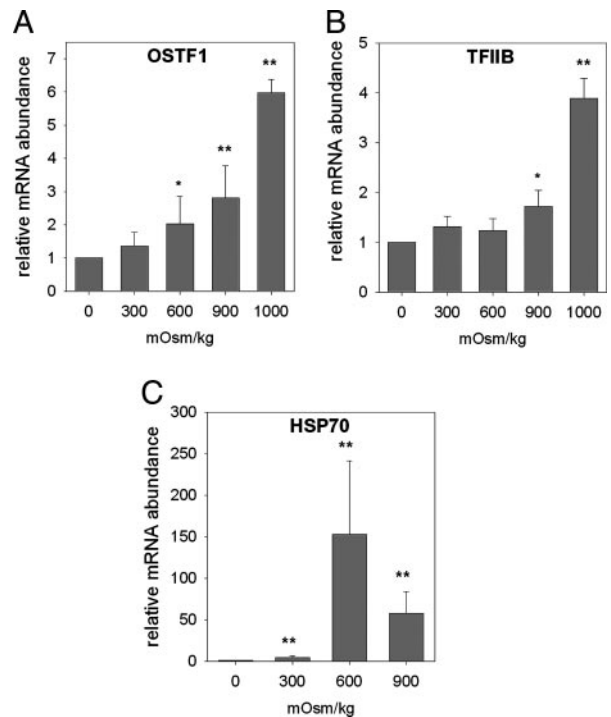 A
OSTF1
relative mRNA abundance
7
6
5
4
3
2
1
0
*
**
**
0 300 600 900 1000
mOsm/kg
B
TFIIB
relative mRNA abundance
5
4
3
2
1
0
*
**
0 300 600 900 1000
mOsm/kg
C
HSP70
relative mRNA abundance
300
250
200
150
100
50
0
**
**
**
0 300 600 900
mOsm/kg